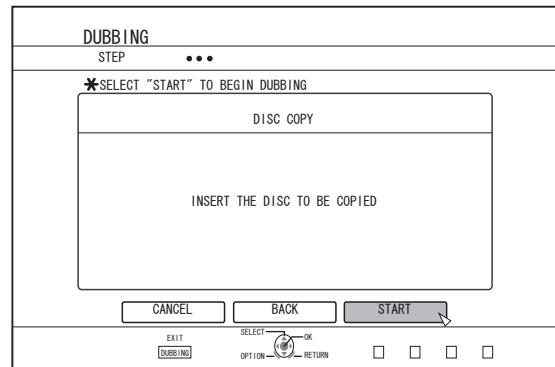 DUBBING
STEP
✱SELECT "START" TO BEGIN DUBBING
DISC COPY
INSERT THE DISC TO BE COPIED
CANCEL BACK START
EXIT SELECT OK
DUBBING OPTION RETURN